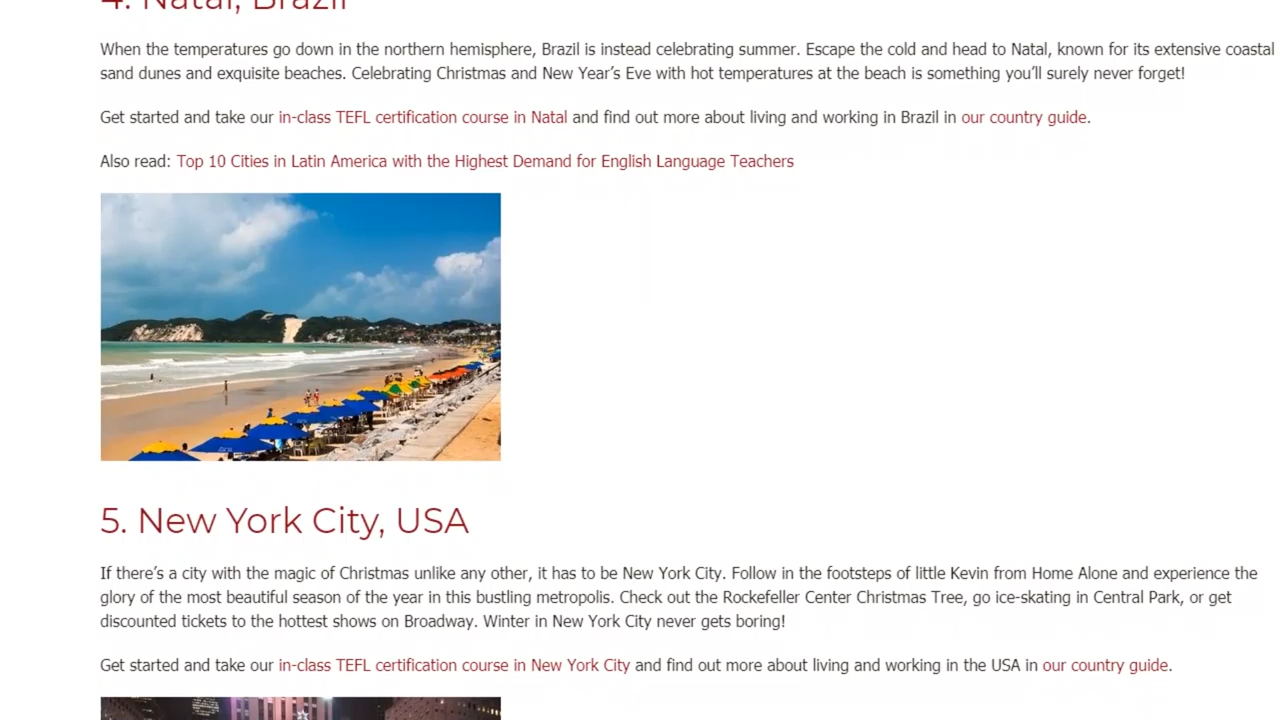 4. Natal, Brazil
When the temperatures go down in the northern hemisphere, Brazil is instead celebrating summer. Escape the cold and head to Natal, known for its extensive coastal
sand dunes and exquisite beaches. Celebrating Christmas and New Year’s Eve with hot temperatures at the beach is something you’ll surely never forget!
Get started and take our in-class TEFL certification course in Natal and find out more about living and working in Brazil in our country guide.
Also read: Top 10 Cities in Latin America with the Highest Demand for English Language Teachers
5. New York City, USA
If there’s a city with the magic of Christmas unlike any other, it has to be New York City. Follow in the footsteps of little Kevin from Home Alone and experience the
glory of the most beautiful season of the year in this bustling metropolis. Check out the Rockefeller Center Christmas Tree, go ice-skating in Central Park, or get
discounted tickets to the hottest shows on Broadway. Winter in New York City never gets boring!
Get started and take our in-class TEFL certification course in New York City and find out more about living and working in the USA in our country guide.